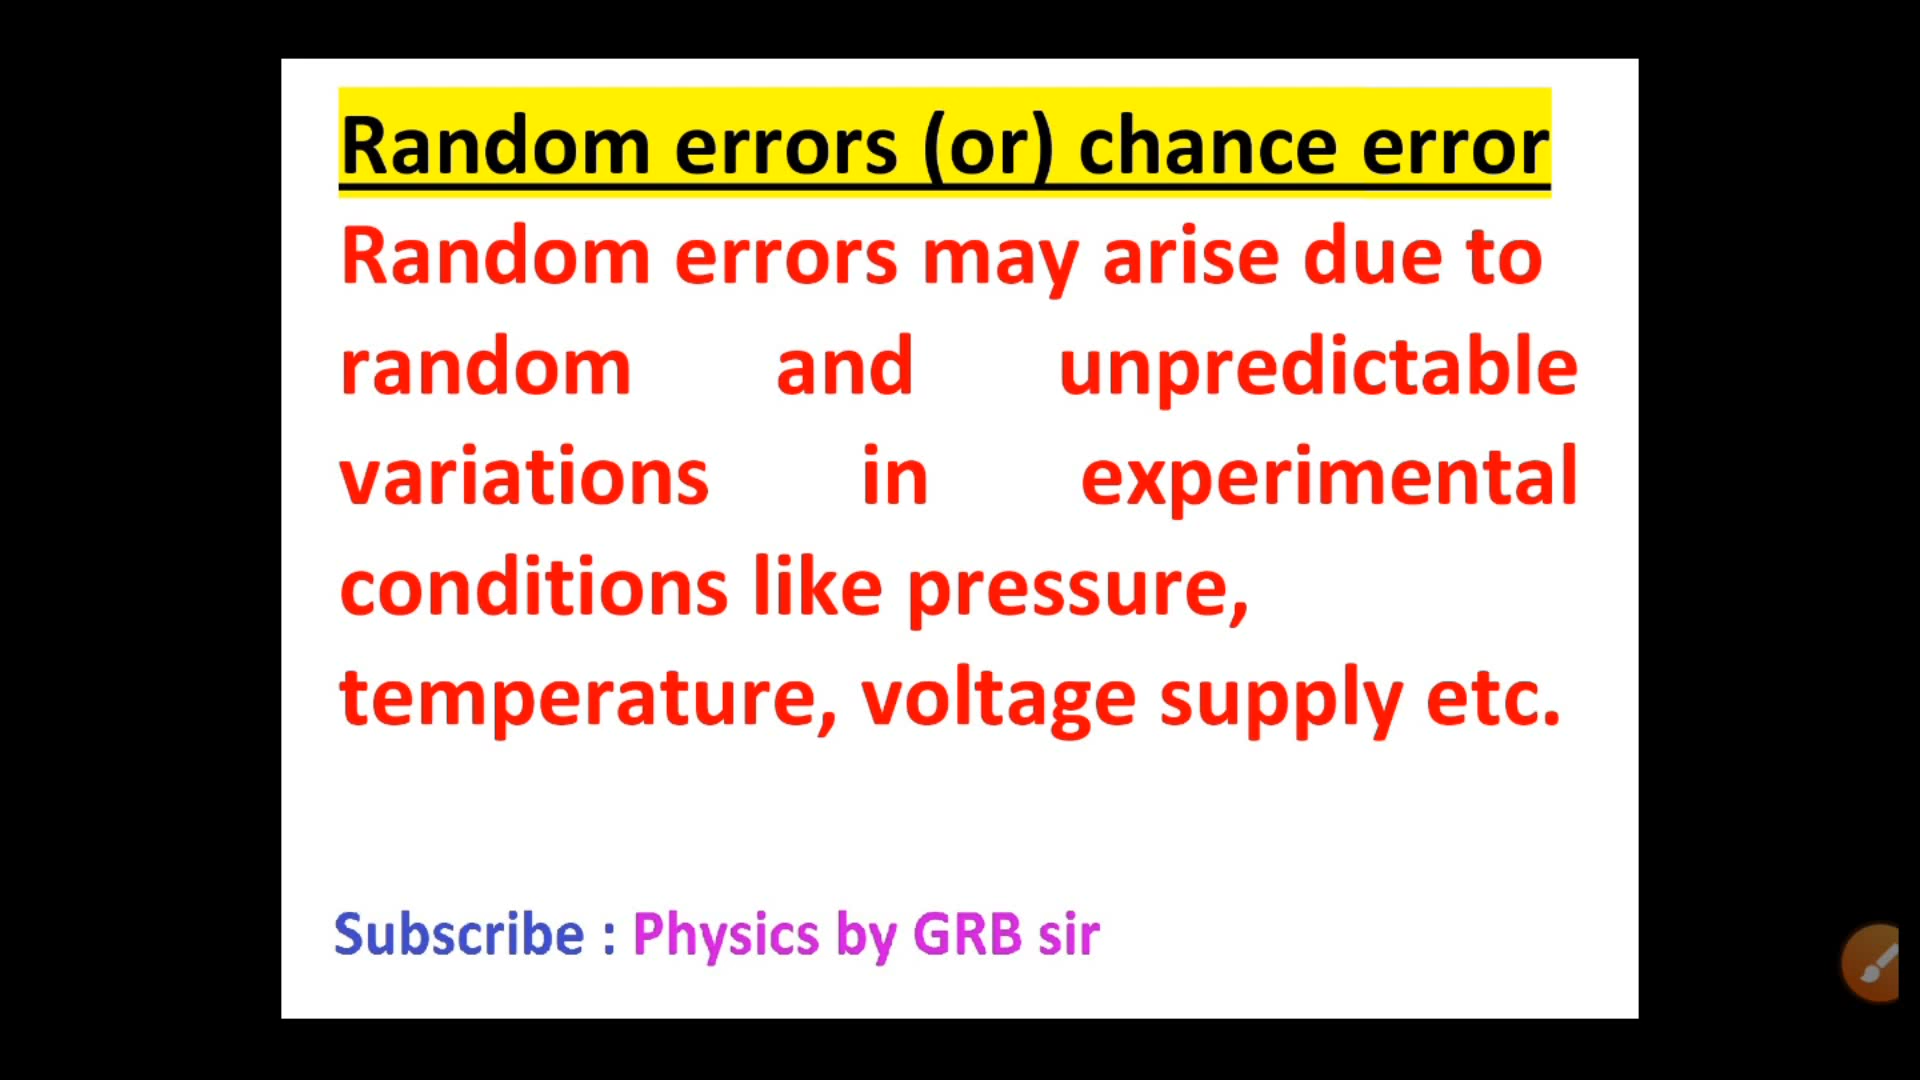 Random errors (or) chance error
Random errors may arise due to
random and unpredictable
variations in experimental
conditions like pressure,
temperature, voltage supply etc.
Subscribe : Physics by GRB sir